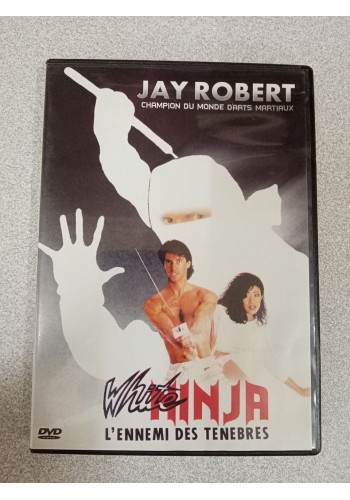 JAY ROBERT
CHAMPION DU MONDE D'ARTS MARTIAUX
White NINJA
L'ENNEMI DES TENEBRES
DVD